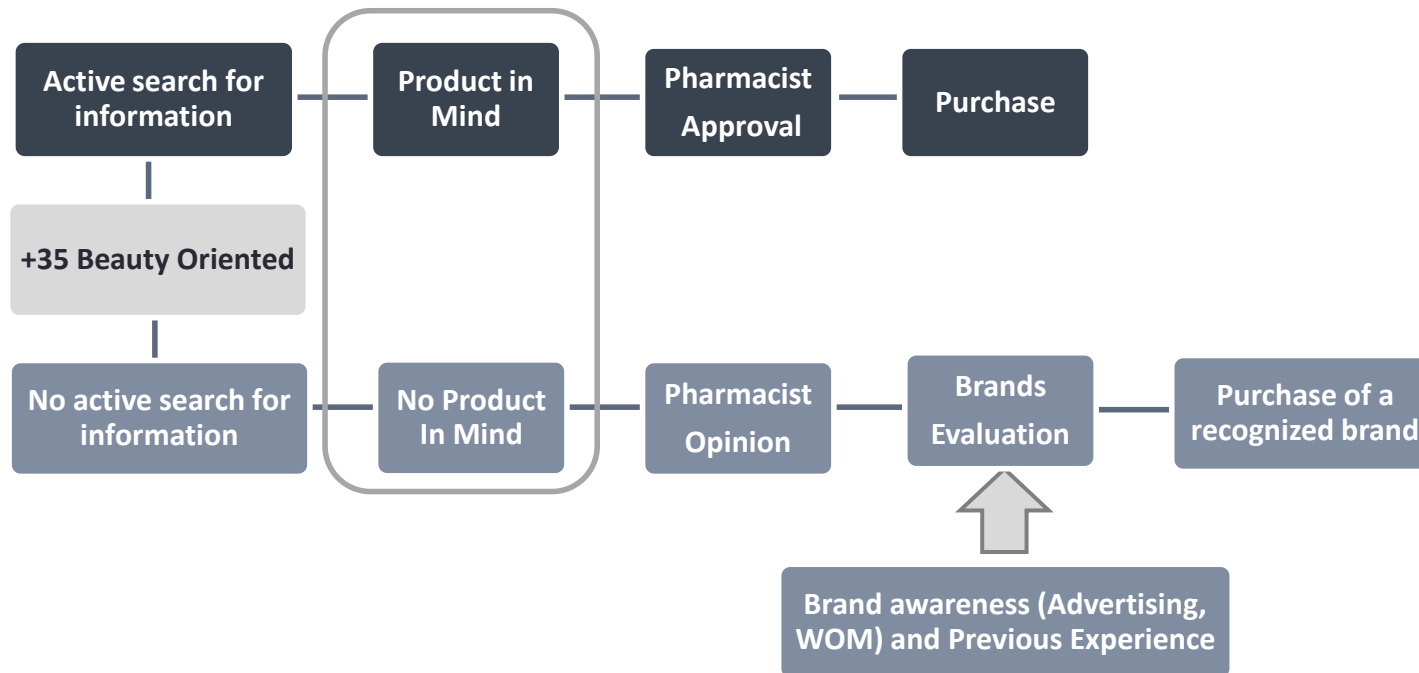 Active search for
information
Product in
Mind
Pharmacist
Approval
Purchase
+35 Beauty Oriented
No active search for
information
No Product
In Mind
Pharmacist
Opinion
Brands
Evaluation
Purchase of a
recognized brand
Brand awareness (Advertising,
WOM) and Previous Experience